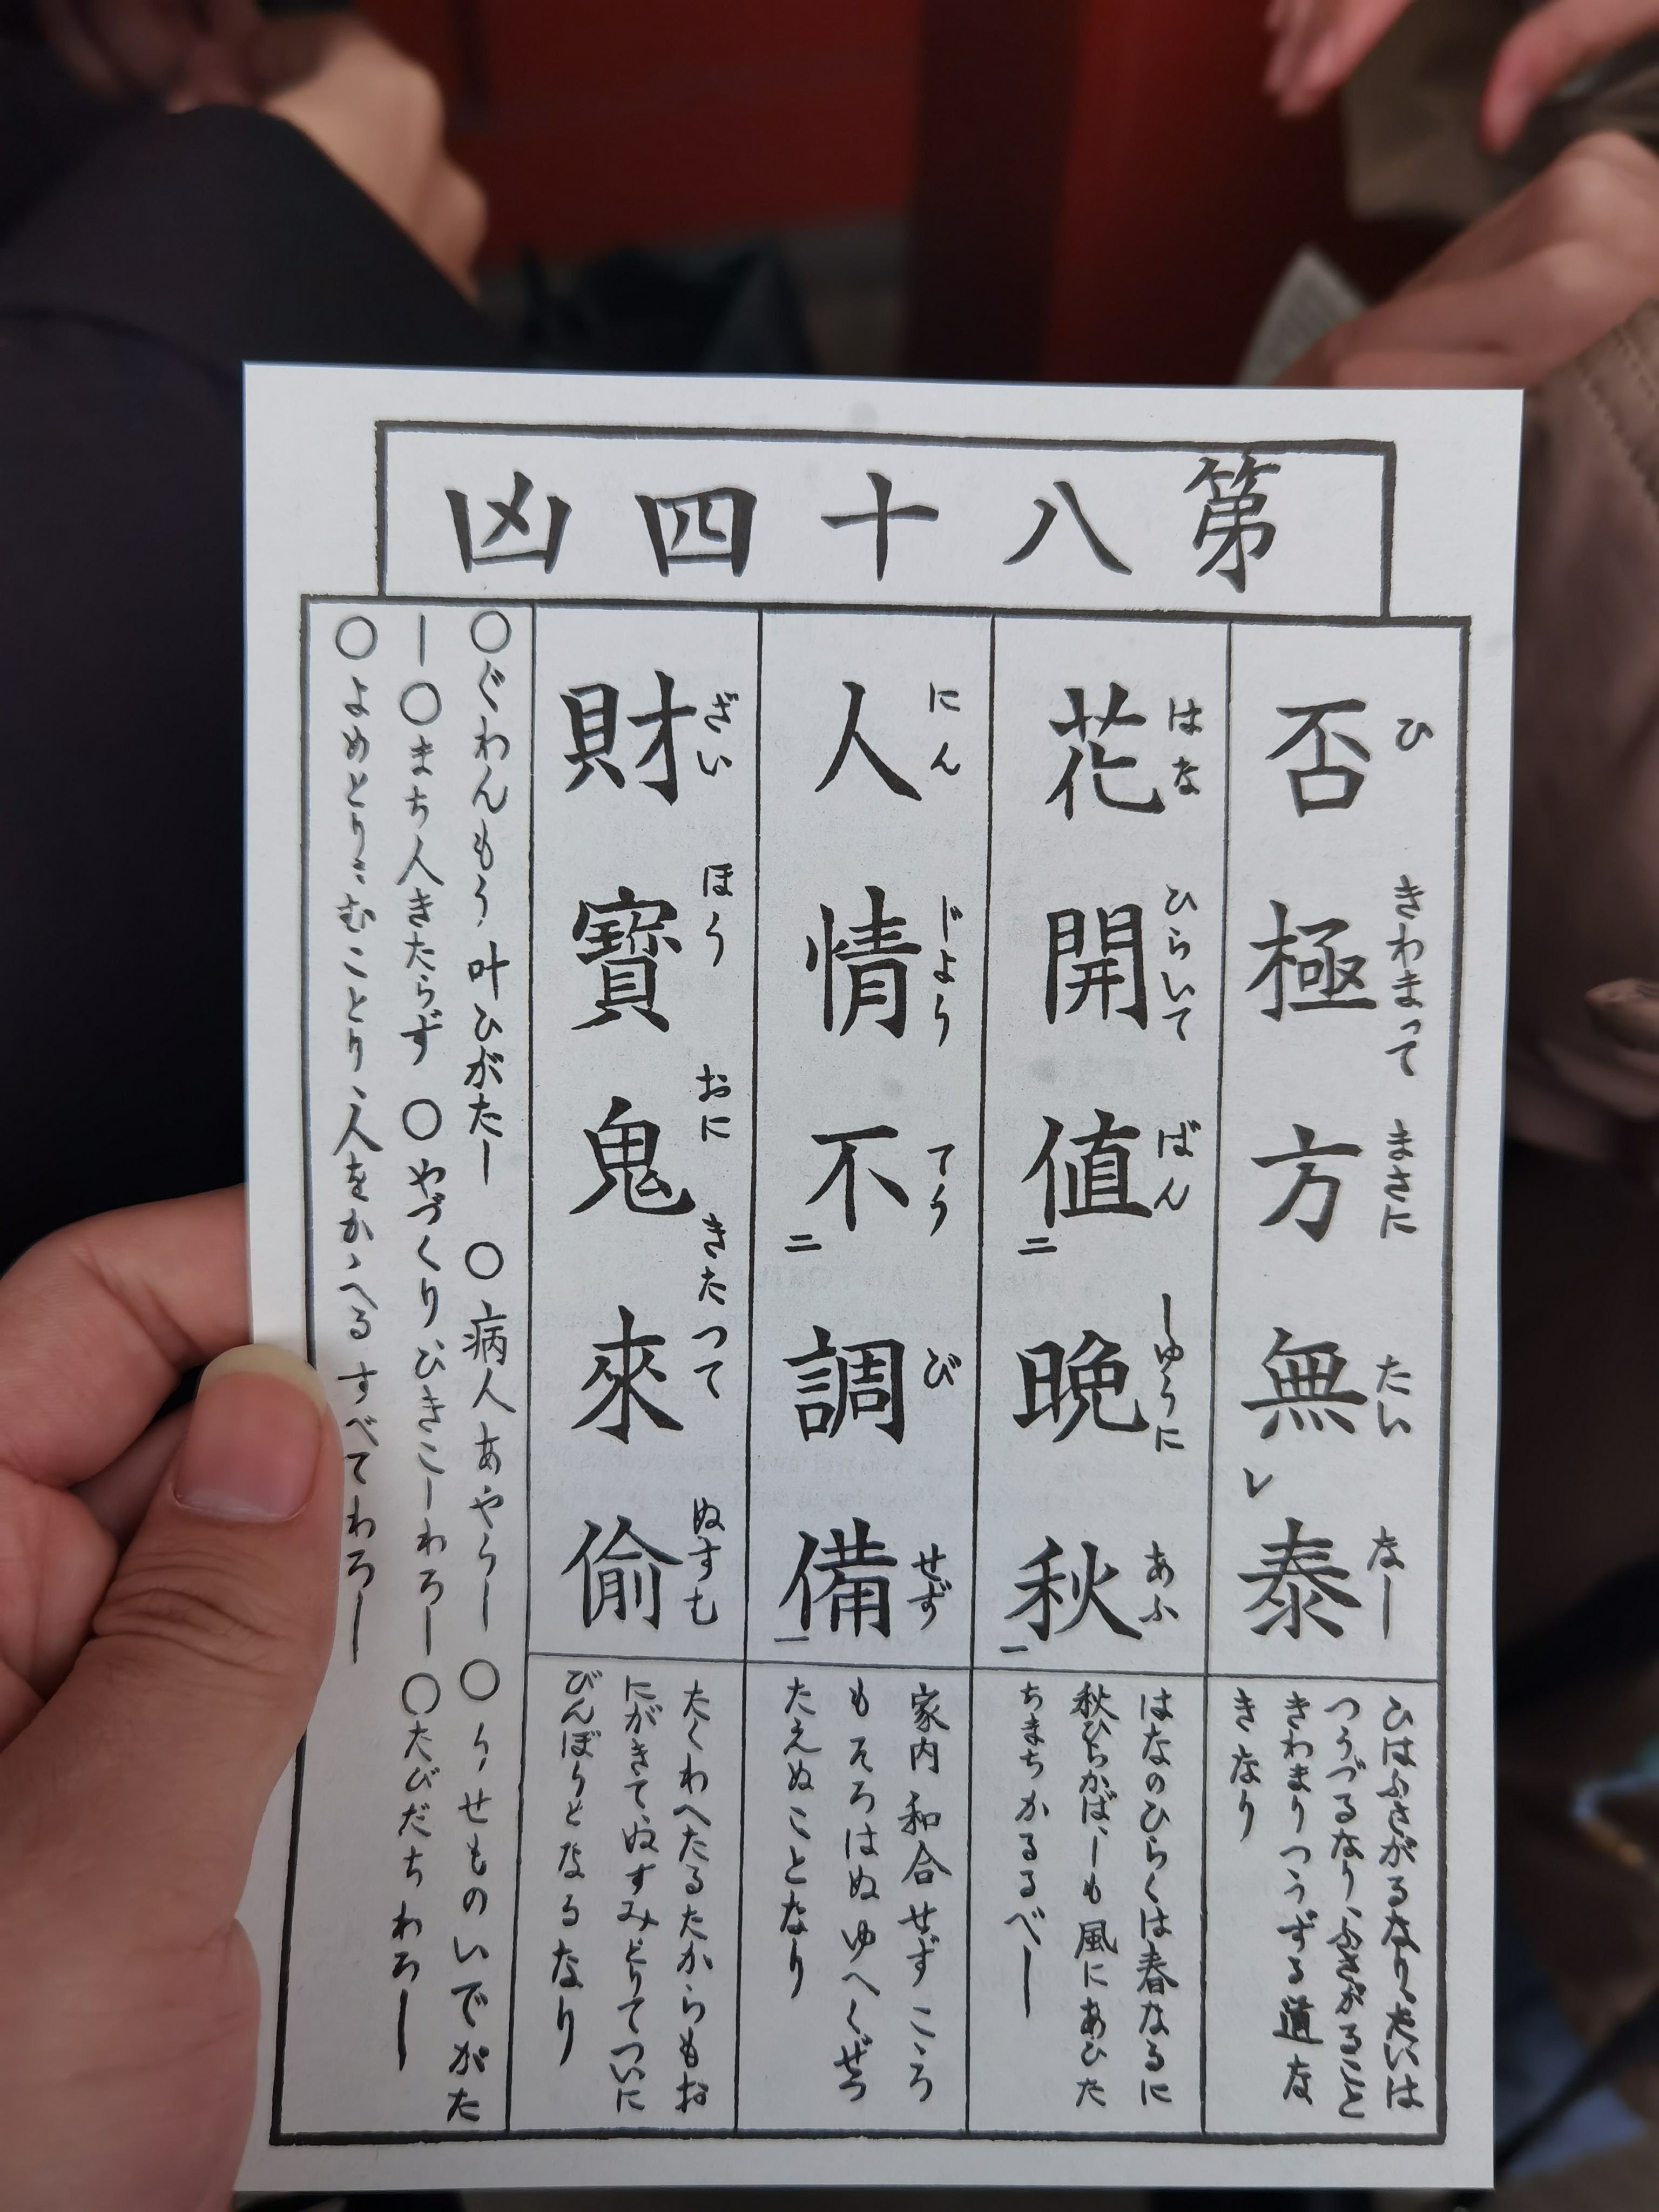 第八十四凶
否極方無レ泰
ひ きわまって まさに たい なし
ひはふさがるなり、たいは
つうづるなり、ふさがること
きわまりつうずる道な
きなり
花開値二晩秋一
はな ひらいて ばん しゆうに あふ
はなのひらくは春なるに
秋ひらかば、しも風にあひた
ちまちかるるべし
人情不二調備一
にん じよう てう び せず
家内和合せずこゝろ
もそろはぬゆへくぜつ
たえぬことなり
財寶鬼來偷
ざい ほう おに きたつて ぬすむ
たくわへたるたからもお
にがきて、ぬすみとりてついに
びんぼうとなるなり
○ぐわんもう叶ひがたし ○病人あやうし ○うせものいでがた
し○まち人きたらず ○やづくりひきこしわろし ○たびだちわろし
○よめとり、むことり、人をかゝへるすべてわろし